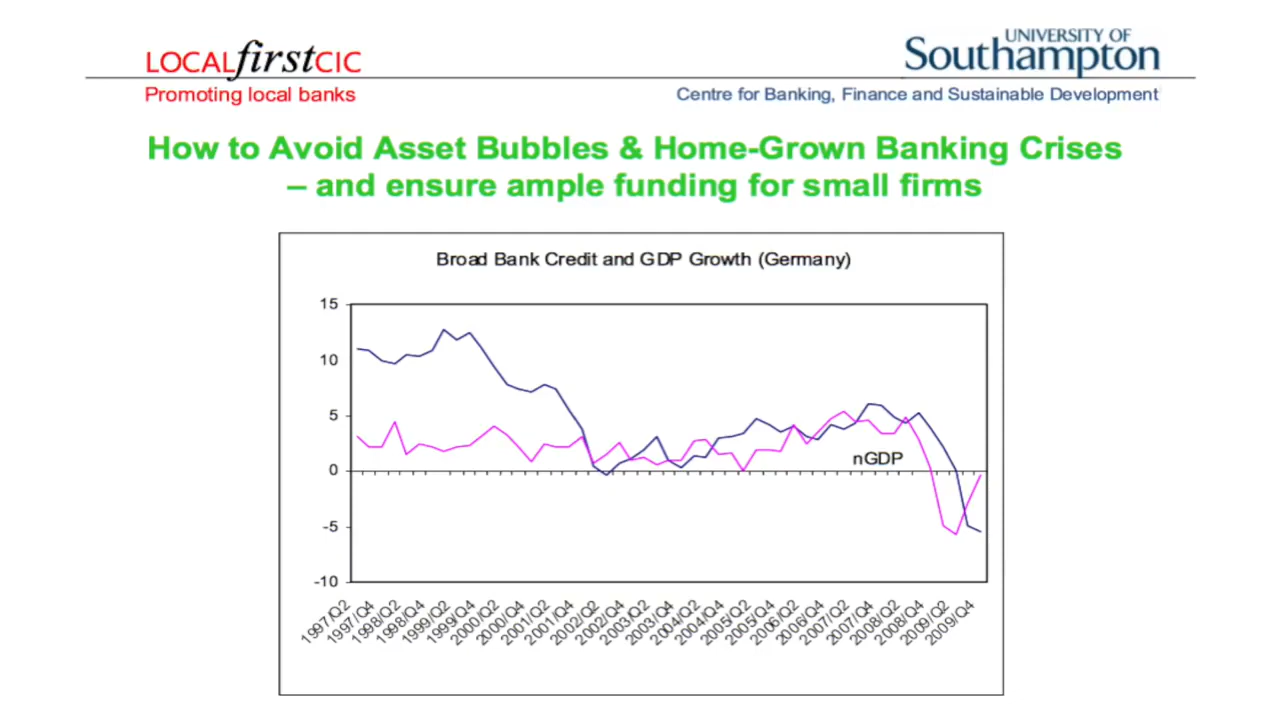 LOCALfirstCIC
UNIVERSITY OF
Southampton
Promoting local banks
Centre for Banking, Finance and Sustainable Development
How to Avoid Asset Bubbles & Home-Grown Banking Crises
– and ensure ample funding for small firms
Broad Bank Credit and GDP Growth (Germany)
15
10
5
0
-5
-10
nGDP
1997/Q2
1997/Q4
1998/Q2
1998/Q4
1999/Q2
1999/Q4
2000/Q2
2000/Q4
2001/Q2
2001/Q4
2002/Q2
2002/Q4
2003/Q2
2003/Q4
2004/Q2
2004/Q4
2005/Q2
2005/Q4
2006/Q2
2006/Q4
2007/Q2
2007/Q4
2008/Q2
2008/Q4
2009/Q2
2009/Q4